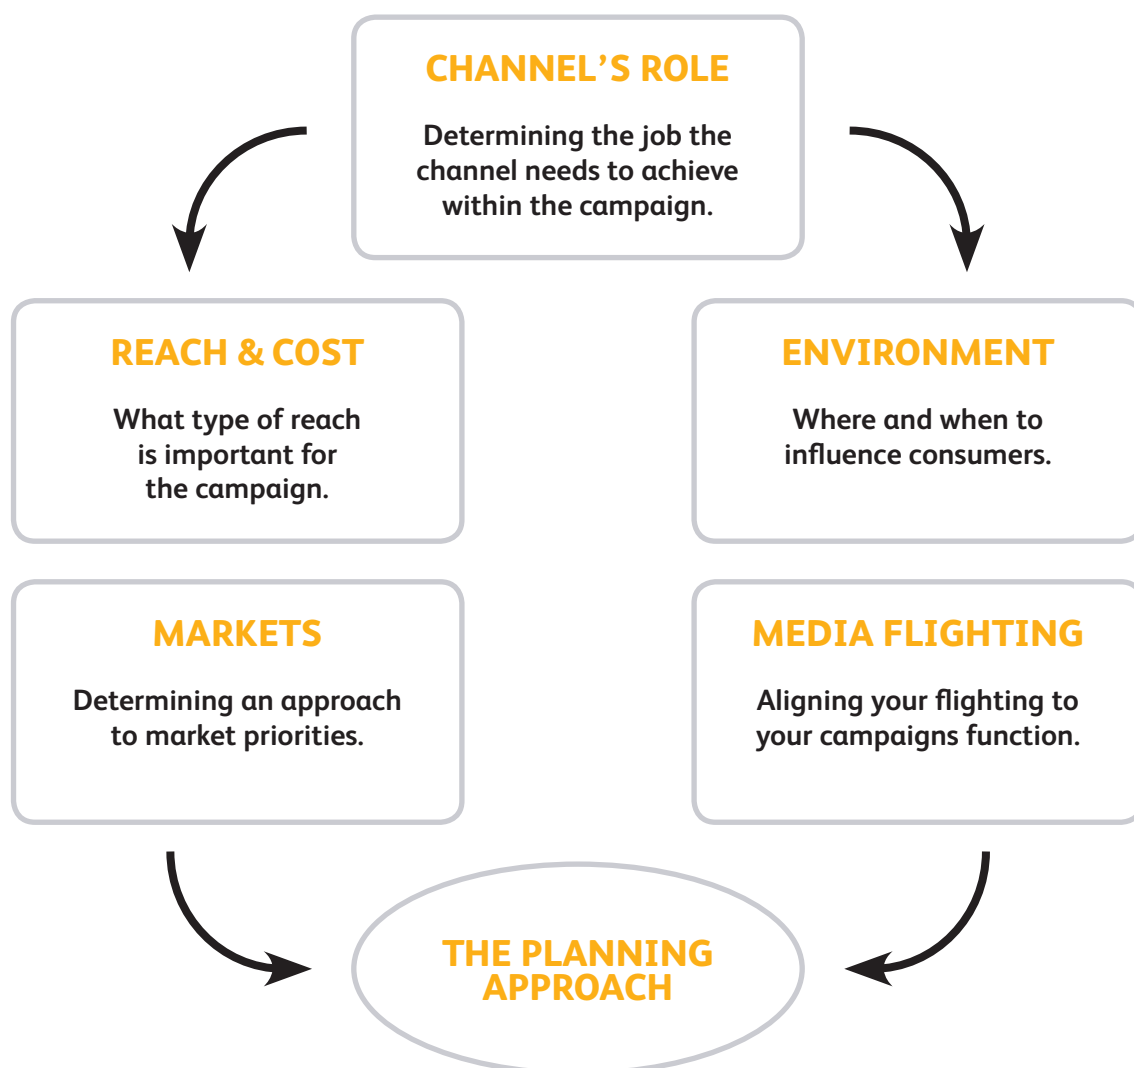 CHANNEL’S ROLE
Determining the job the
channel needs to achieve
within the campaign.
REACH & COST
What type of reach
is important for
the campaign.
ENVIRONMENT
Where and when to
influence consumers.
MARKETS
Determining an approach
to market priorities.
MEDIA FLIGHTING
Aligning your flighting to
your campaigns function.
THE PLANNING
APPROACH